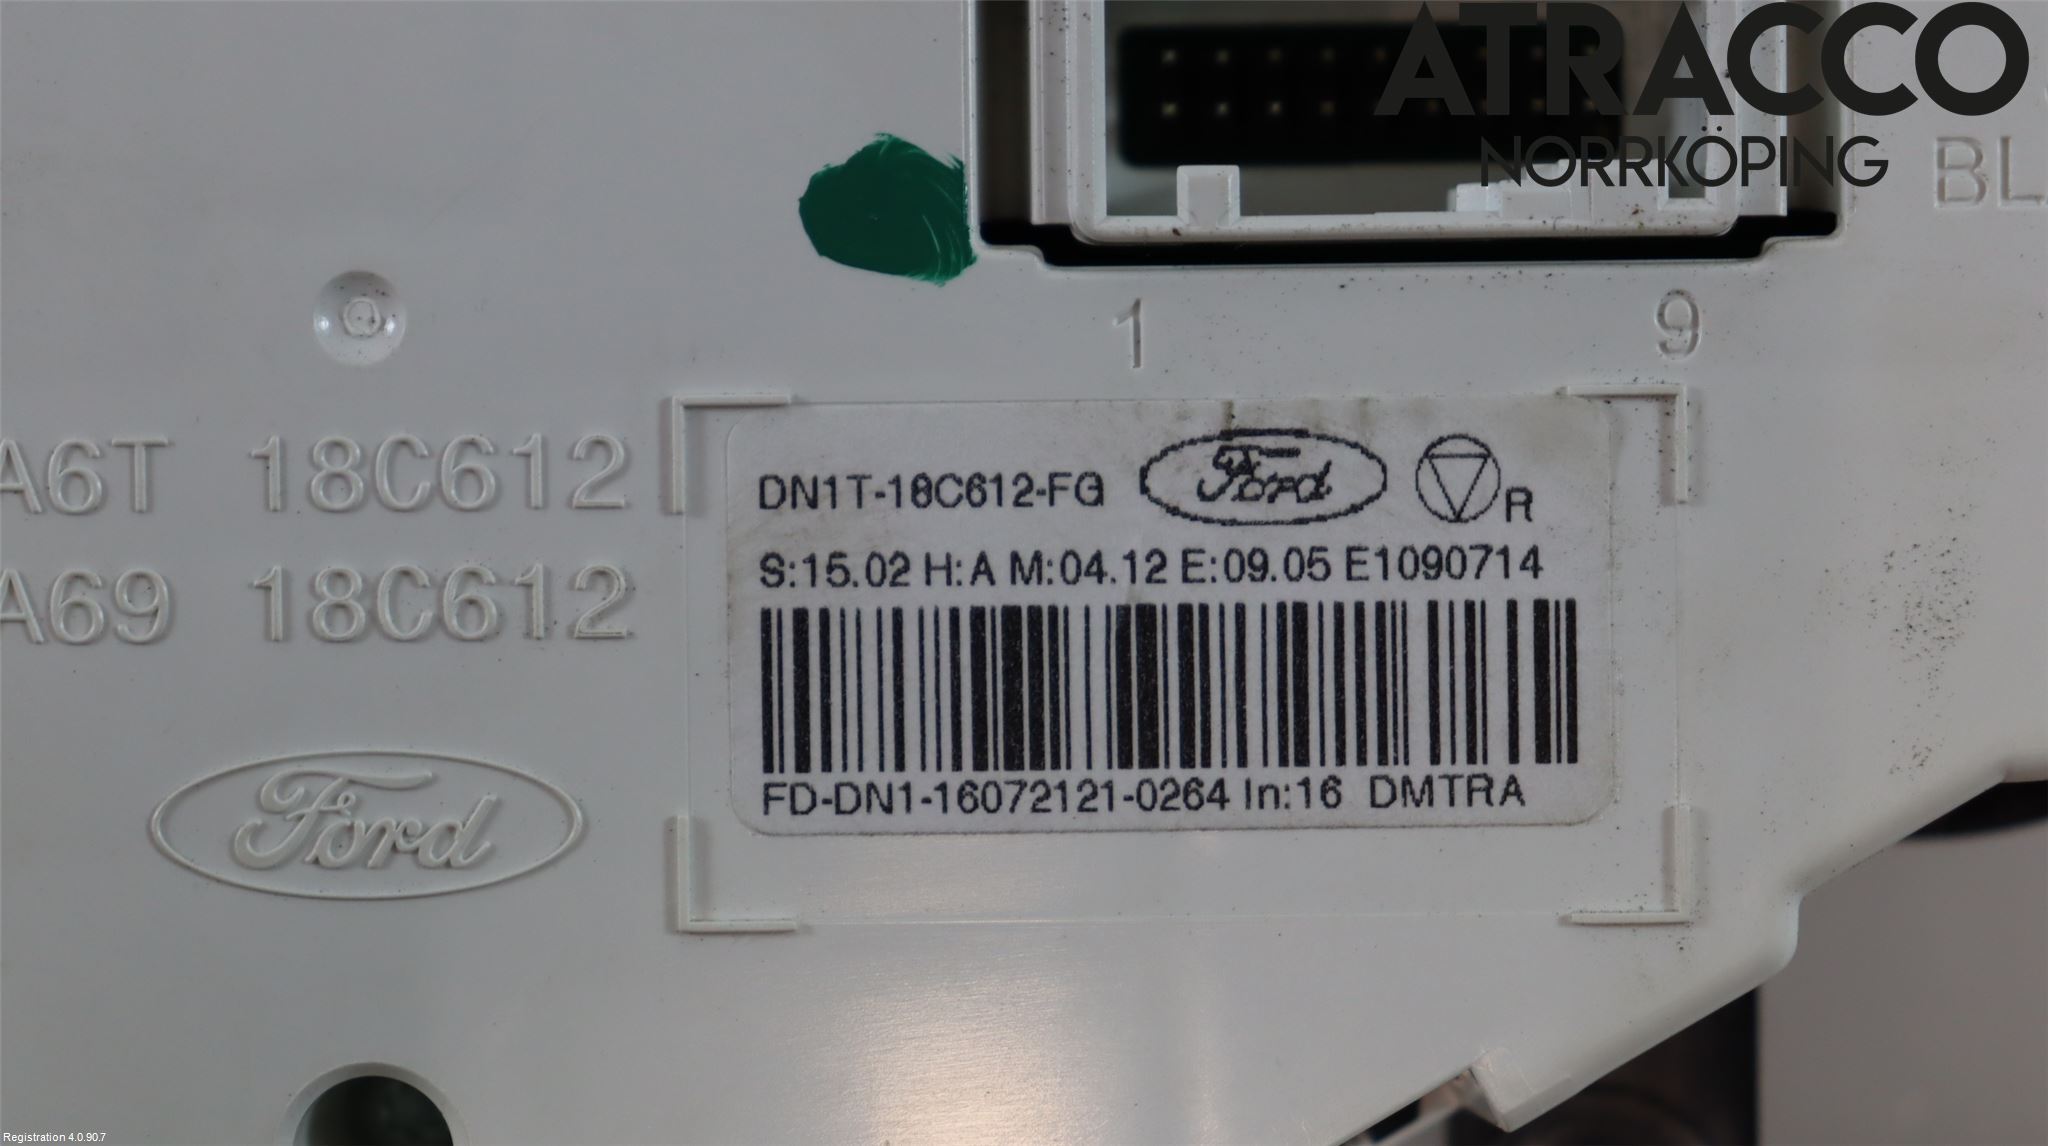 ATRACCO
NORRKÖPING
BL
1 9
A6T 18C612
A69 18C612
Ford
DN1T-18C612-FG Ford R
S:15.02 H:A M:04.12 E:09.05 E1090714
FD-DN1-16072121-0264 In:16 DMTRA
Registration 4.0.90.7